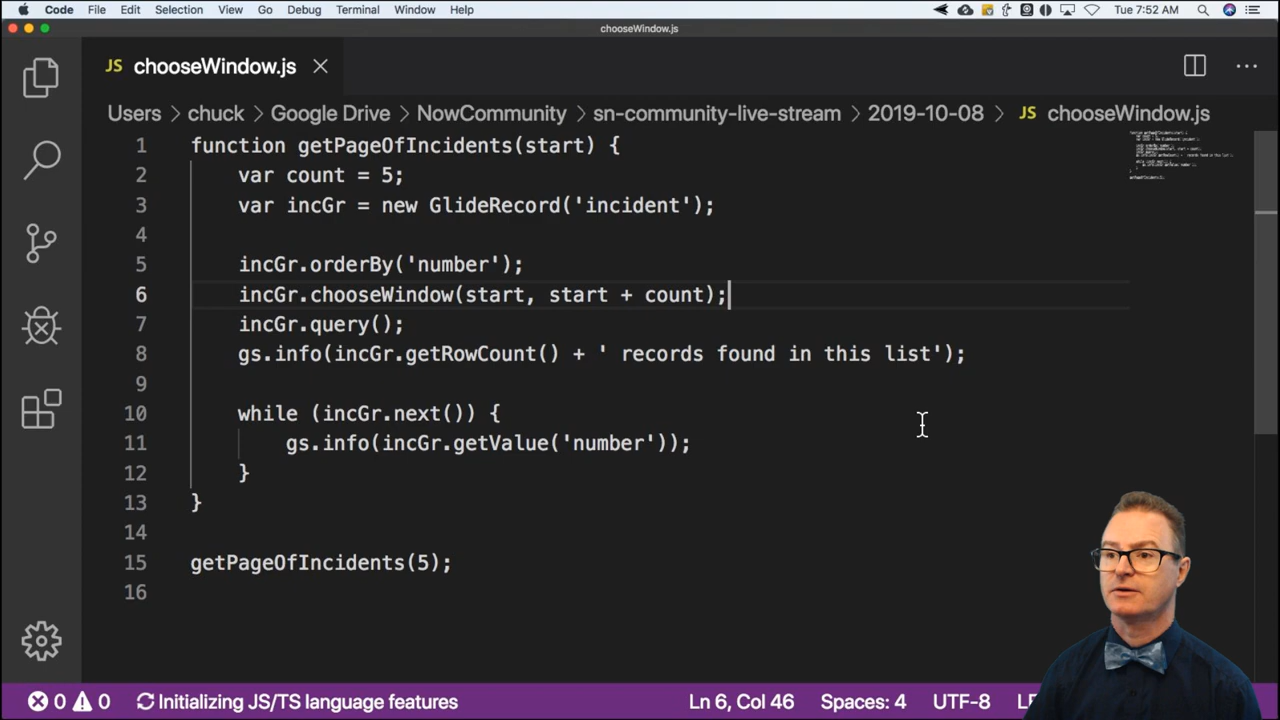 Code File Edit Selection View Go Debug Terminal Window Help Tue 7:52 AM
chooseWindow.js
JS chooseWindow.js
Users > chuck > Google Drive > NowCommunity > sn-community-live-stream > 2019-10-08 > JS chooseWindow.js
1 function getPageOfIncidents(start) {
2 var count = 5;
3 var incGr = new GlideRecord('incident');
4
5 incGr.orderBy('number');
6 incGr.chooseWindow(start, start + count);
7 incGr.query();
8 gs.info(incGr.getRowCount() + ' records found in this list');
9
10 while (incGr.next()) {
11 gs.info(incGr.getValue('number'));
12 }
13 }
14
15 getPageOfIncidents(5);
16
0 0 Initializing JS/TS language features Ln 6, Col 46 Spaces: 4 UTF-8